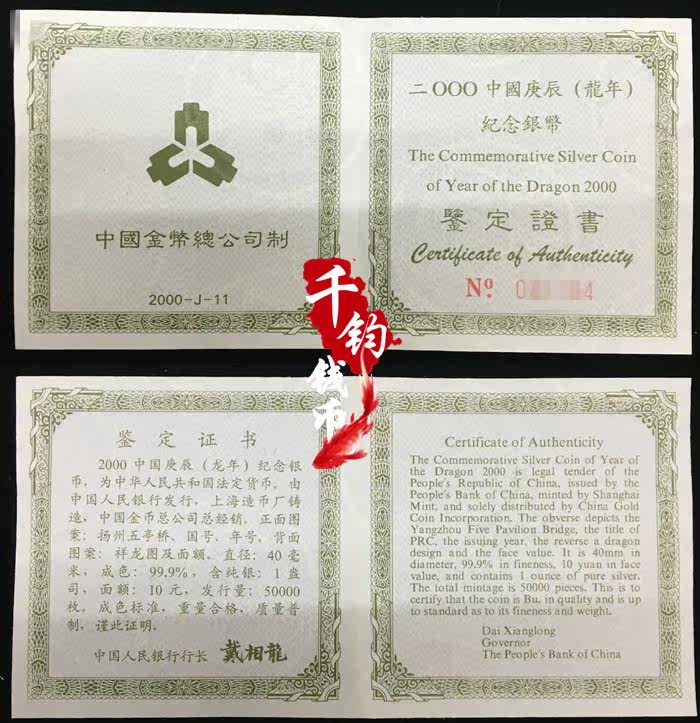 中國金幣總公司制
2000-J-11
二OOO中國庚辰（龍年）
紀念銀幣
The Commemorative Silver Coin
of Year of the Dragon 2000
鑒定證書
Certificate of Authenticity
Nº 0 4
千钧钱币
鉴定证书
2000中国庚辰（龙年）纪念银
币，为中华人民共和国法定货币。由
中国人民银行发行，上海造币厂铸
造，中国金币总公司总经销。正面图
案：扬州五亭桥、国号、年号。背面
图案：祥龙图及面额。直径：40毫
米，成色：99.9%，含纯银：1盎
司，面额：10元，发行量：50000
枚。成色标准，重量合格，质量普
制，谨此证明。
中国人民银行行长 戴相龍
Certificate of Authenticity
The Commemorative Silver Coin of Year of
the Dragon 2000 is legal tender of the
People's Republic of China, issued by the
People's Bank of China, minted by Shanghai
Mint, and solely distributed by China Gold
Coin Incorporation. The obverse depicts the
Yangzhou Five Pavilion Bridge, the title of
PRC, the issuing year, the reverse a dragon
design and the face value. It is 40mm in
diameter, 99.9% in fineness, 10 yuan in face
value, and contains 1 ounce of pure silver.
The total mintage is 50000 pieces. This is to
certify that the coin is Bu. in quality and is up
to standard as to its fineness and weight.
Dai Xianglong
Governor
The People's Bank of China